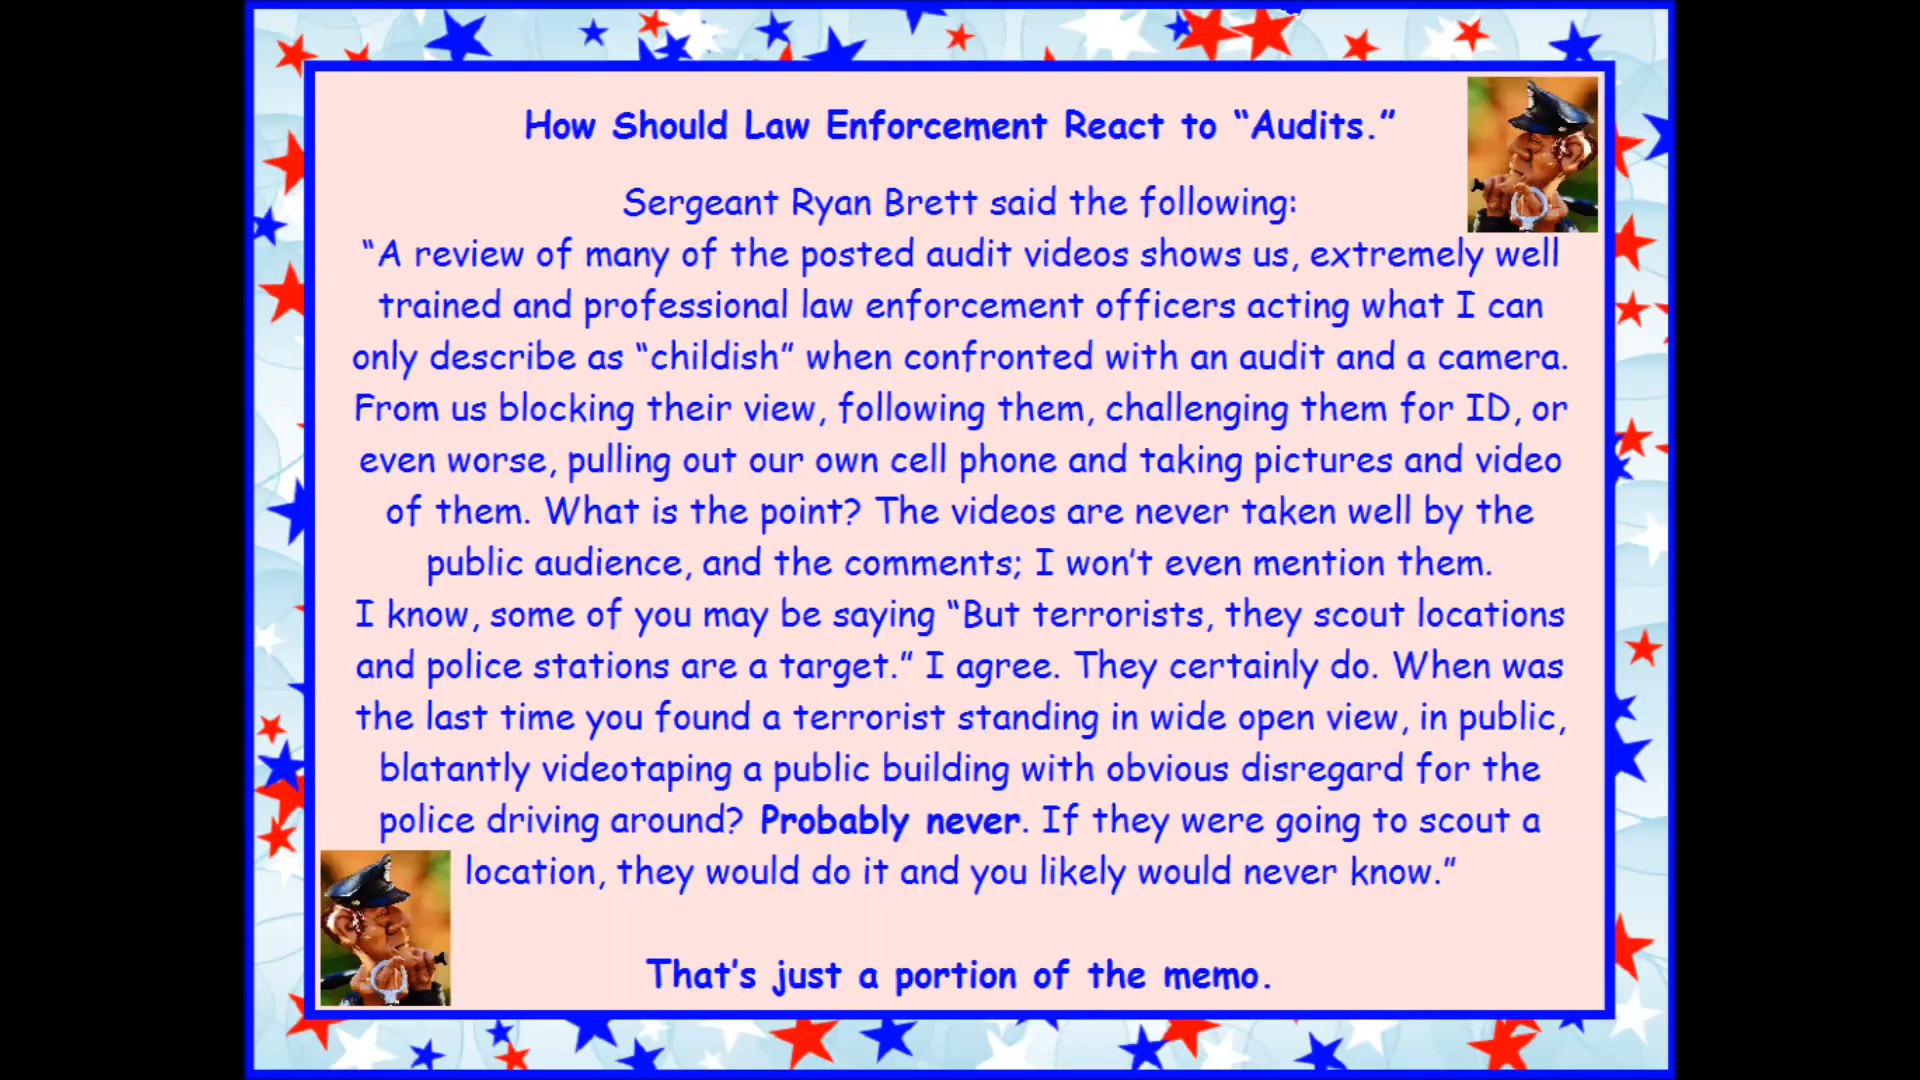 How Should Law Enforcement React to “Audits.”
Sergeant Ryan Brett said the following:
“A review of many of the posted audit videos shows us, extremely well
trained and professional law enforcement officers acting what I can
only describe as “childish” when confronted with an audit and a camera.
From us blocking their view, following them, challenging them for ID, or
even worse, pulling out our own cell phone and taking pictures and video
of them. What is the point? The videos are never taken well by the
public audience, and the comments; I won’t even mention them.
I know, some of you may be saying “But terrorists, they scout locations
and police stations are a target.” I agree. They certainly do. When was
the last time you found a terrorist standing in wide open view, in public,
blatantly videotaping a public building with obvious disregard for the
police driving around? Probably never. If they were going to scout a
location, they would do it and you likely would never know.”
That’s just a portion of the memo.